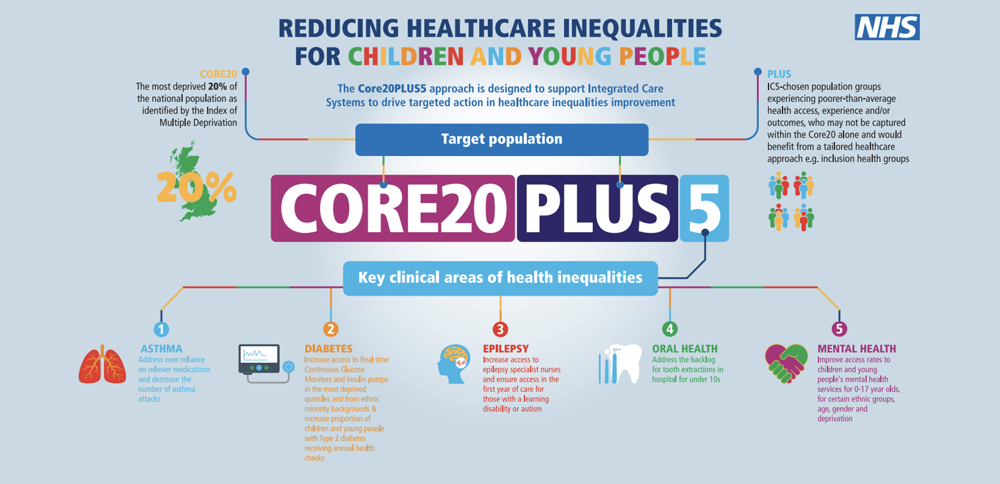 REDUCING HEALTHCARE INEQUALITIES
FOR CHILDREN AND YOUNG PEOPLE
NHS
The Core20PLUS5 approach is designed to support Integrated Care
Systems to drive targeted action in healthcare inequalities improvement
CORE20
The most deprived 20% of
the national population as
identified by the Index of
Multiple Deprivation
20%
Target population
PLUS
ICS-chosen population groups
experiencing poorer-than-average
health access, experience and/or
outcomes, who may not be captured
within the Core20 alone and would
benefit from a tailored healthcare
approach e.g. inclusion health groups
CORE20 PLUS 5
Key clinical areas of health inequalities
1
ASTHMA
Address over reliance
on reliever medications
and decrease the
number of asthma
attacks
2
DIABETES
Increase access to Real-time
Continuous Glucose
Monitors and insulin pumps
in the most deprived
quintiles and from ethnic
minority backgrounds &
increase proportion of
children and young people
with Type 2 diabetes
receiving annual health
checks
3
EPILEPSY
Increase access to
epilepsy specialist nurses
and ensure access in the
first year of care for
those with a learning
disability or autism
4
ORAL HEALTH
Address the backlog
for tooth extractions in
hospital for under 10s
5
MENTAL HEALTH
Improve access rates to
children and young
people's mental health
services for 0-17 year olds,
for certain ethnic groups,
age, gender and
deprivation